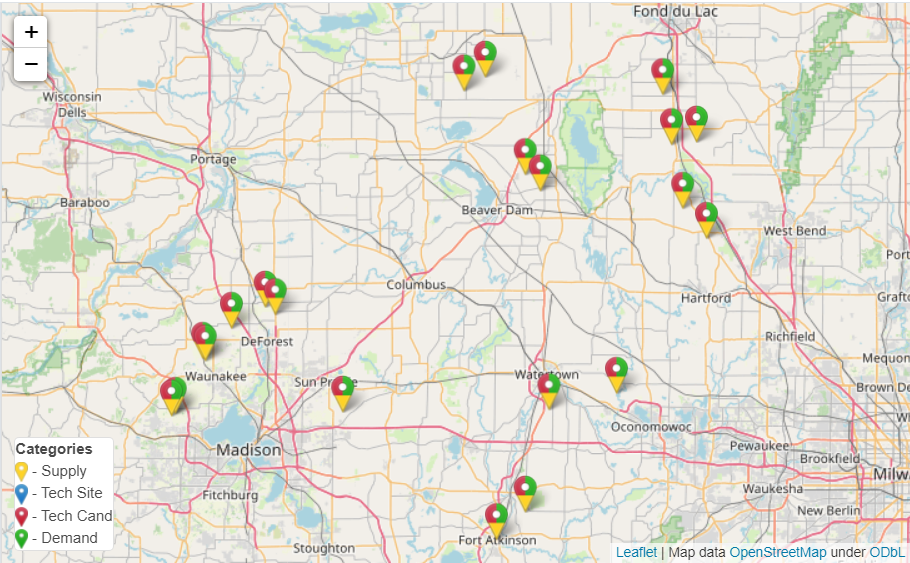 +
−
Fond du Lac
Wisconsin
Dells
Portage
Baraboo
Beaver Dam
West Bend
Port
Columbus
Hartford
Grafto
Richfield
DeForest
Mequon
Waunakee
Sun Pr e
Watertown
Brown De
Oconomowoc
Madison
Pewaukee
Brookfield
Milw
Waukesha
Fitchburg
New Berlin
Fort Atkinson
Stoughton
Categories
- Supply
- Tech Site
- Tech Cand
- Demand
Leaflet | Map data OpenStreetMap under ODbL